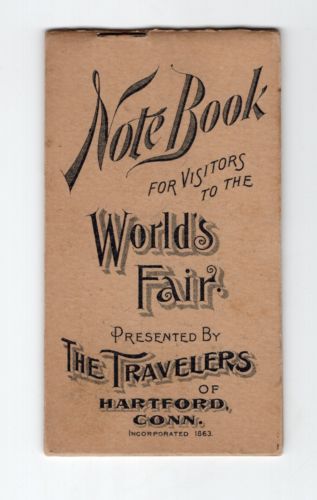 Note Book
FOR VISITORS
TO THE
World's
Fair.
PRESENTED BY
THE TRAVELERS
OF
HARTFORD,
CONN.
INCORPORATED 1863.